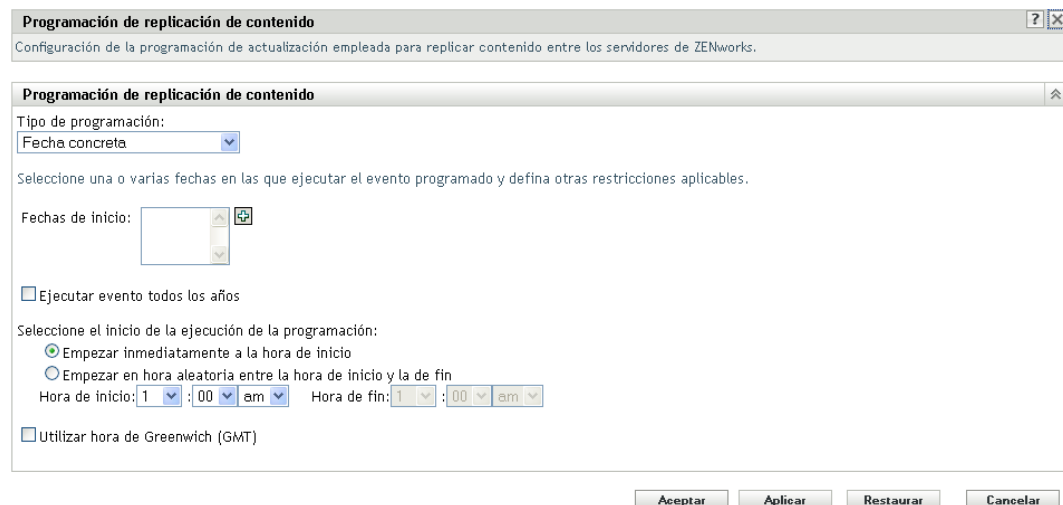 Programación de replicación de contenido
?
Configuración de la programación de actualización empleada para replicar contenido entre los servidores de ZENworks.
Programación de replicación de contenido
Tipo de programación:
Fecha concreta
Seleccione una o varias fechas en las que ejecutar el evento programado y defina otras restricciones aplicables.
Fechas de inicio:
Ejecutar evento todos los años
Seleccione el inicio de la ejecución de la programación:
Empezar inmediatamente a la hora de inicio
Empezar en hora aleatoria entre la hora de inicio y la de fin
Hora de inicio: 1 : 00 am Hora de fin: 1 : 00 am
Utilizar hora de Greenwich (GMT)
Aceptar Aplicar Restaurar Cancelar